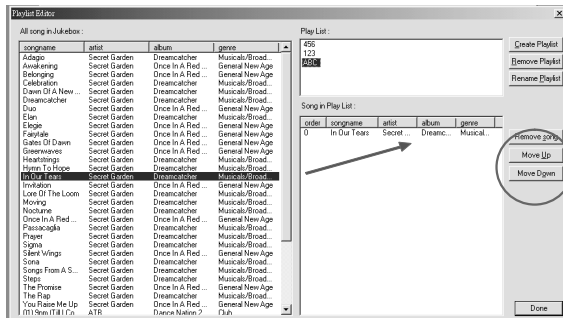 Playlist Editor
All song in Jukebox :
songname artist album genre
Adagio Secret Garden Dreamcatcher Musicals/Broad...
Awakening Secret Garden Once In A Red ... General New Age
Belonging Secret Garden Once In A Red ... General New Age
Celebration Secret Garden Dreamcatcher Musicals/Broad...
Dawn Of A New ... Secret Garden Dreamcatcher Musicals/Broad...
Dreamcatcher Secret Garden Dreamcatcher Musicals/Broad...
Duo Secret Garden Once In A Red ... General New Age
Elan Secret Garden Dreamcatcher Musicals/Broad...
Elegie Secret Garden Once In A Red ... General New Age
Fairytale Secret Garden Once In A Red ... General New Age
Gates Of Dawn Secret Garden Once In A Red ... General New Age
Greenwaves Secret Garden Once In A Red ... General New Age
Heartstrings Secret Garden Dreamcatcher Musicals/Broad...
Hymn To Hope Secret Garden Dreamcatcher Musicals/Broad...
In Our Tears Secret Garden Dreamcatcher Musicals/Broad...
Invitation Secret Garden Once In A Red ... General New Age
Lore Of The Loom Secret Garden Dreamcatcher Musicals/Broad...
Moving Secret Garden Dreamcatcher Musicals/Broad...
Nocturne Secret Garden Dreamcatcher Musicals/Broad...
Once In A Red ... Secret Garden Once In A Red ... General New Age
Passacaglia Secret Garden Dreamcatcher Musicals/Broad...
Prayer Secret Garden Dreamcatcher Musicals/Broad...
Sigma Secret Garden Dreamcatcher Musicals/Broad...
Silent Wings Secret Garden Once In A Red ... General New Age
Sona Secret Garden Dreamcatcher Musicals/Broad...
Songs From A S... Secret Garden Dreamcatcher Musicals/Broad...
Steps Secret Garden Dreamcatcher Musicals/Broad...
The Promise Secret Garden Once In A Red ... General New Age
The Rap Secret Garden Dreamcatcher Musicals/Broad...
You Raise Me Up Secret Garden Once In A Red ... General New Age
(01) 9pm (Till I Co... ATB Dance Nation 2 Club
Play List :
456
123
ABC
Create Playlist
Remove Playlist
Rename Playlist
Song in Play List :
order songname artist album genre
0 In Our Tears Secret ... Dreamc... Musical...
Remove song
Move Up
Move Down
Done